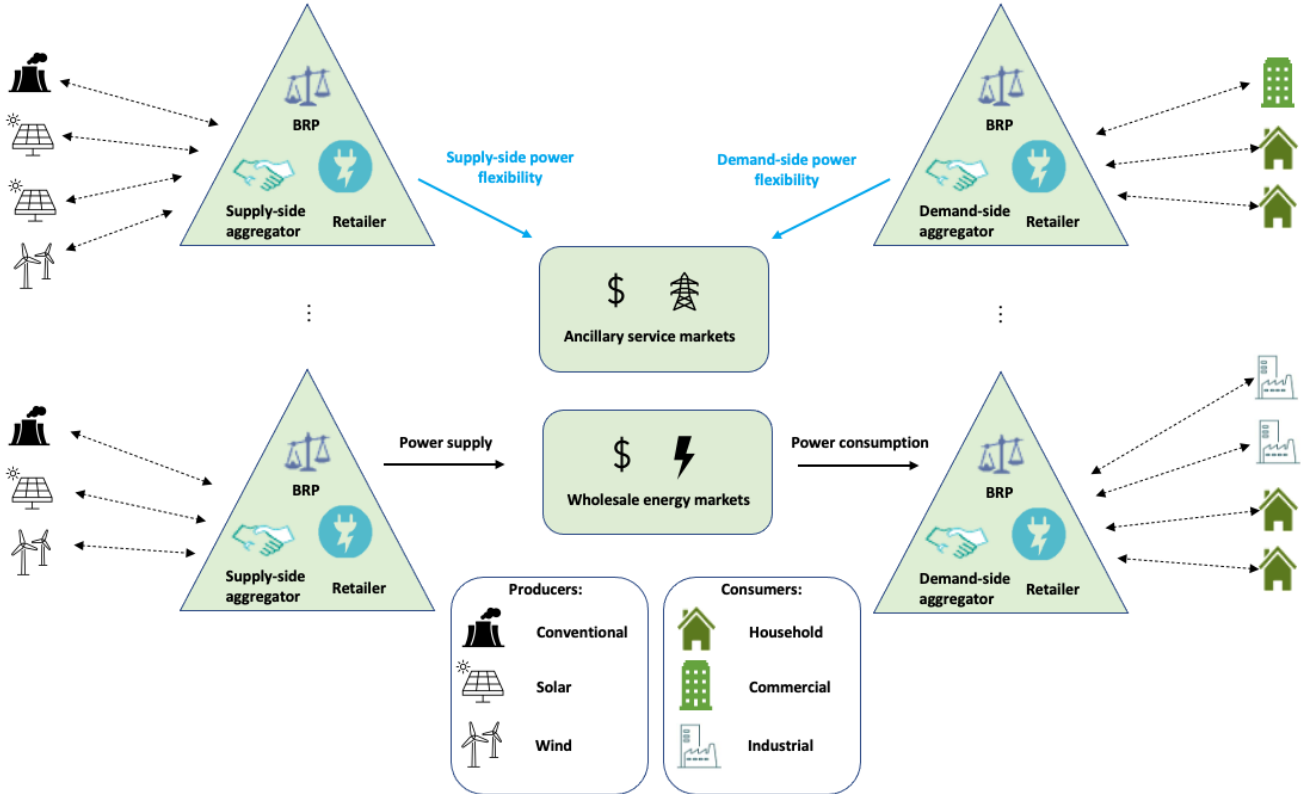 BRP
Supply-side
aggregator
Retailer
Supply-side power
flexibility
Demand-side power
flexibility
BRP
Demand-side
aggregator
Retailer
$
Ancillary service markets
BRP
Supply-side
aggregator
Retailer
Power supply
$
Wholesale energy markets
Power consumption
BRP
Demand-side
aggregator
Retailer
Producers:
Conventional
Solar
Wind
Consumers:
Household
Commercial
Industrial